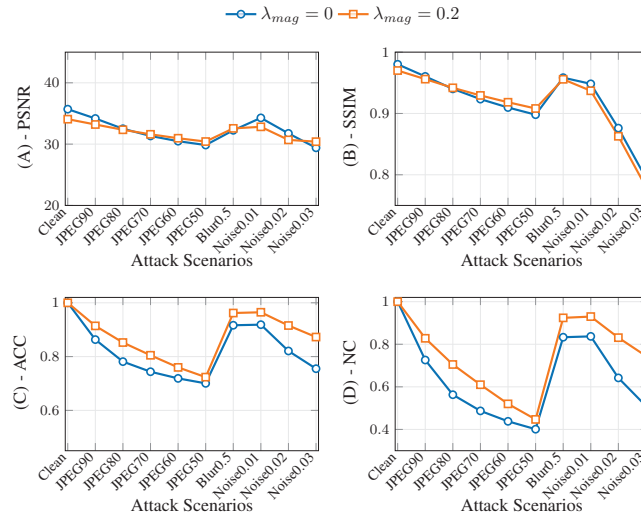 λmag = 0 λmag = 0.2
(A) - PSNR
40
30
20
Clean JPEG90 JPEG80 JPEG70 JPEG60 JPEG50 Blur0.5 Noise0.01 Noise0.02 Noise0.03
Attack Scenarios
(B) - SSIM
1
0.9
0.8
Clean JPEG90 JPEG80 JPEG70 JPEG60 JPEG50 Blur0.5 Noise0.01 Noise0.02 Noise0.03
Attack Scenarios
(C) - ACC
1
0.8
0.6
Clean JPEG90 JPEG80 JPEG70 JPEG60 JPEG50 Blur0.5 Noise0.01 Noise0.02 Noise0.03
Attack Scenarios
(D) - NC
1
0.8
0.6
0.4
Clean JPEG90 JPEG80 JPEG70 JPEG60 JPEG50 Blur0.5 Noise0.01 Noise0.02 Noise0.03
Attack Scenarios